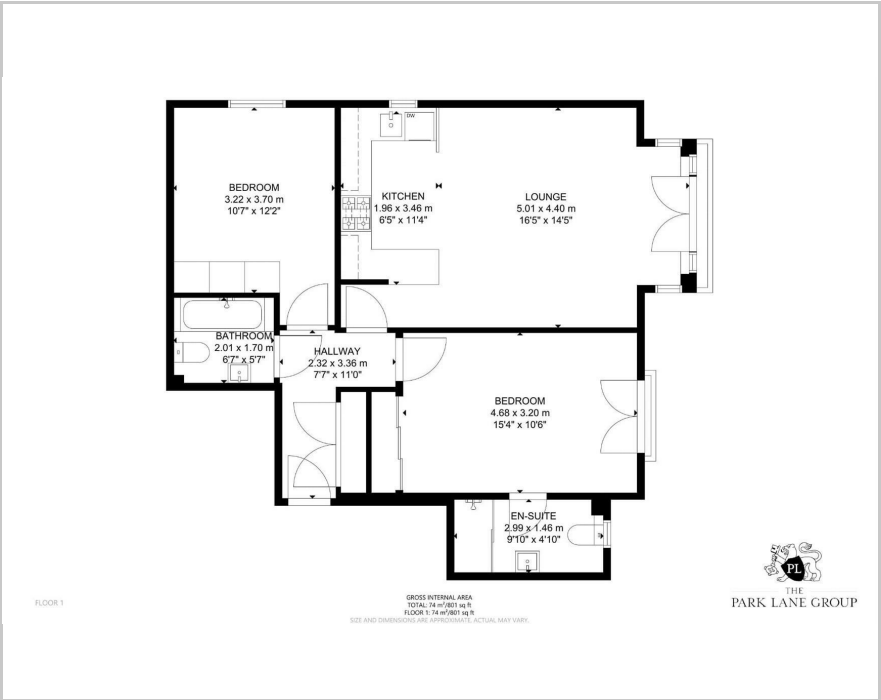 DW
BEDROOM
3.22 x 3.70 m
10'7" x 12'2"
KITCHEN
1.96 x 3.46 m
6'5" x 11'4"
LOUNGE
5.01 x 4.40 m
16'5" x 14'5"
BATHROOM
2.01 x 1.70 m
6'7" x 5'7"
HALLWAY
2.32 x 3.36 m
7'7" x 11'0"
BEDROOM
4.68 x 3.20 m
15'4" x 10'6"
EN-SUITE
2.99 x 1.46 m
9'10" x 4'10"
FLOOR 1
GROSS INTERNAL AREA
TOTAL: 74 m²/801 sq ft
FLOOR 1: 74 m²/801 sq ft
SIZE AND DIMENSIONS ARE APPROXIMATE, ACTUAL MAY VARY.
PL
THE
PARK LANE GROUP